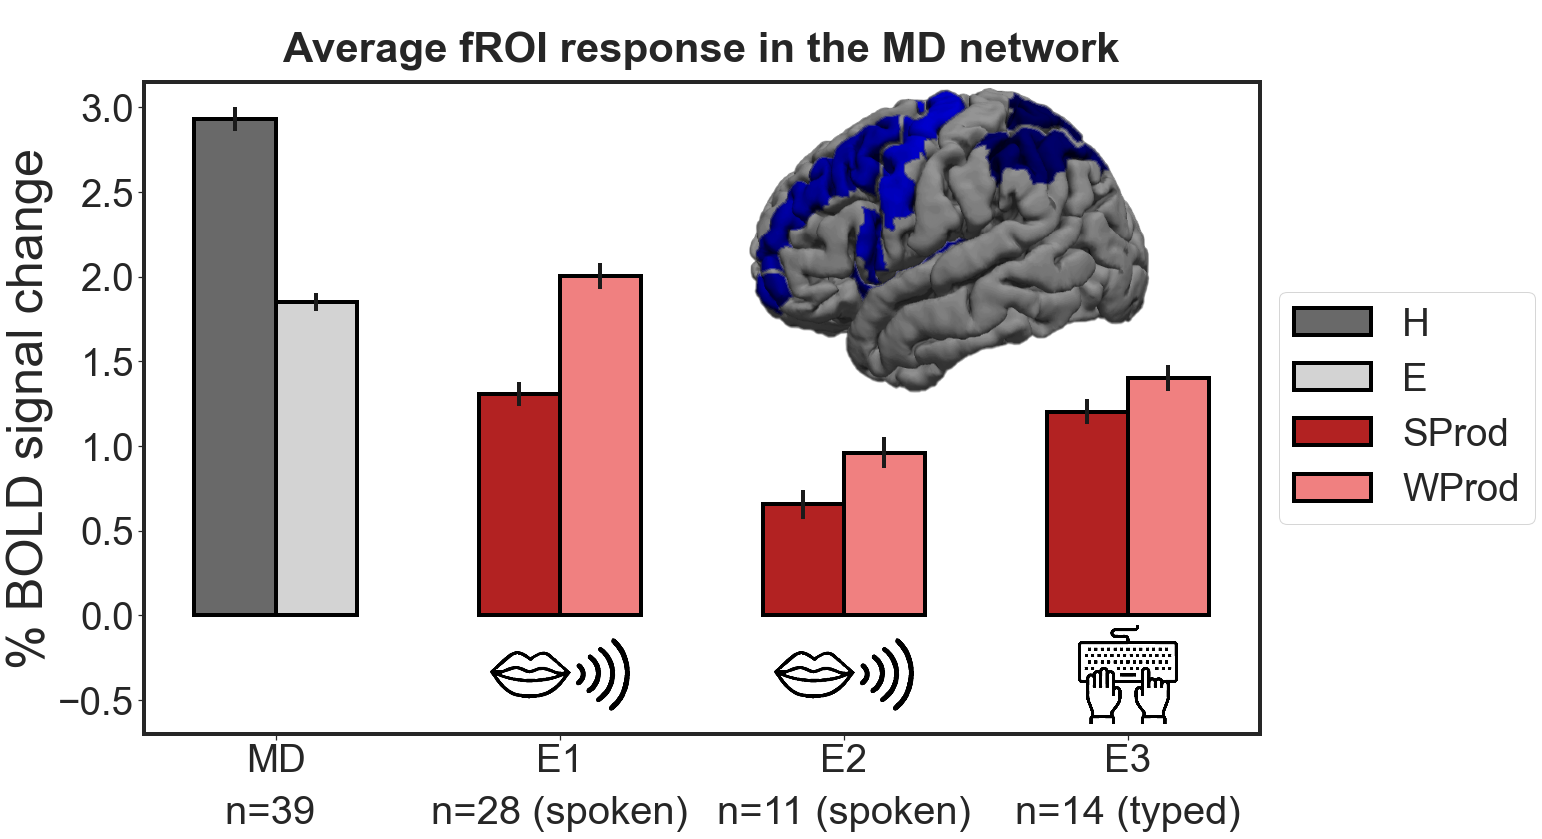 Average fROI response in the MD network
% BOLD signal change
3.0
2.5
2.0
1.5
1.0
0.5
0.0
−0.5
MD
E1
E2
E3
n=39
n=28 (spoken)
n=11 (spoken)
n=14 (typed)
H
E
SProd
WProd